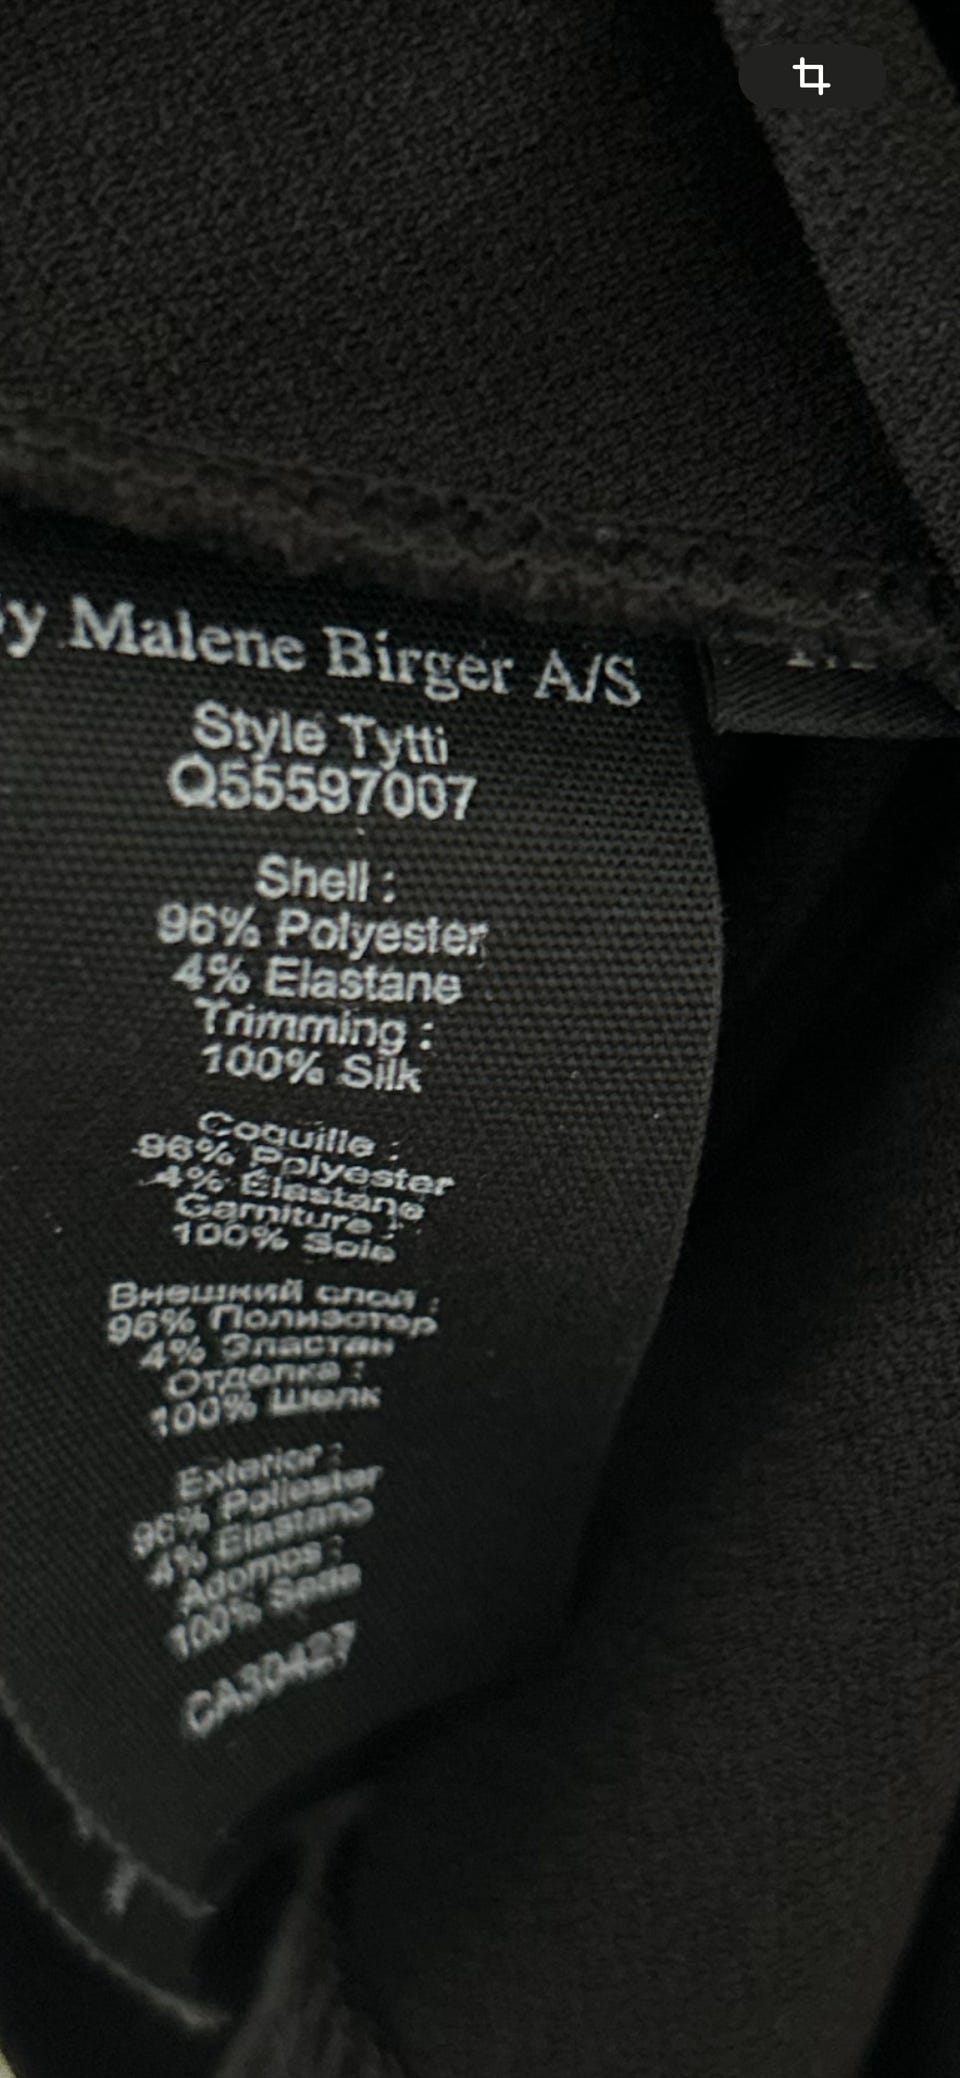 By Malene Birger A/S
Style Tytti
Q55597007
Shell :
96% Polyester
4% Elastane
Trimming :
100% Silk
Coquille :
96% Polyester
4% Élastane
Garniture :
100% Soie
Внешний слой :
96% Полиэстер
4% Эластан
Отделка :
100% Шелк
Exterior :
96% Poliester
4% Elastano
Adornos :
100% Seda
CA30427